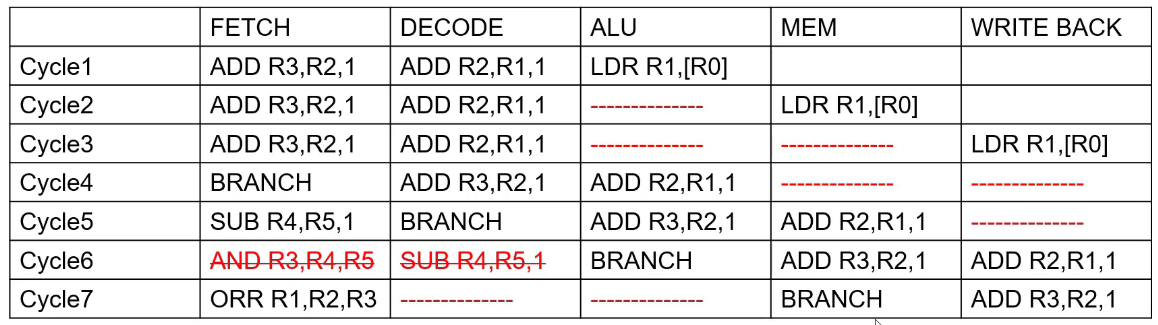 FETCH DECODE ALU MEM WRITE BACK
Cycle1 ADD R3,R2,1 ADD R2,R1,1 LDR R1,[R0]
Cycle2 ADD R3,R2,1 ADD R2,R1,1 -------------- LDR R1,[R0]
Cycle3 ADD R3,R2,1 ADD R2,R1,1 -------------- -------------- LDR R1,[R0]
Cycle4 BRANCH ADD R3,R2,1 ADD R2,R1,1 -------------- --------------
Cycle5 SUB R4,R5,1 BRANCH ADD R3,R2,1 ADD R2,R1,1 --------------
Cycle6 AND R3,R4,R5 SUB R4,R5,1 BRANCH ADD R3,R2,1 ADD R2,R1,1
Cycle7 ORR R1,R2,R3 -------------- -------------- BRANCH ADD R3,R2,1